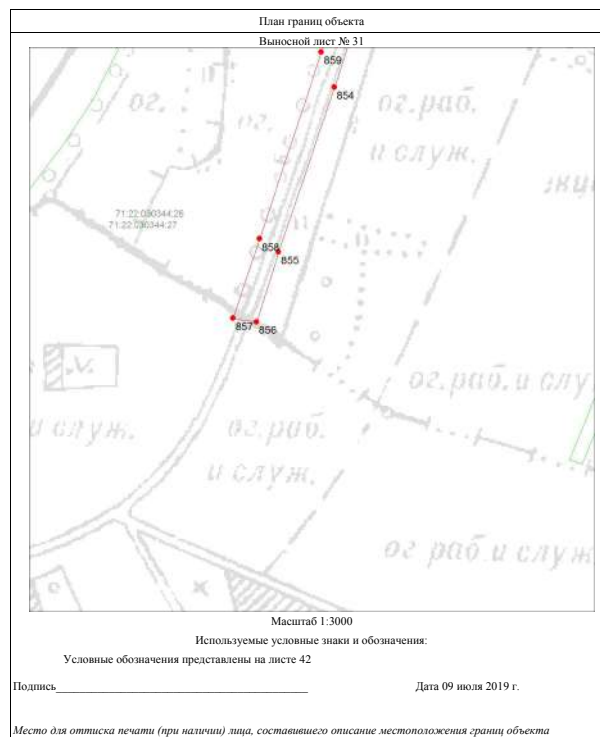 План границ объекта
Выносной лист № 31
859
854
ог.
ог.
ог.раб.
и служ.
71:22:030344:26
71:22:030344:27
858
855
857
856
.V.
ог.раб. и слу
и служ.
ог.раб.
и служ.
ог раб. и служ
Масштаб 1:3000
Используемые условные знаки и обозначения:
Условные обозначения представлены на листе 42
Подпись Дата 09 июля 2019 г.
Место для оттиска печати (при наличии) лица, составившего описание местоположения границ объекта